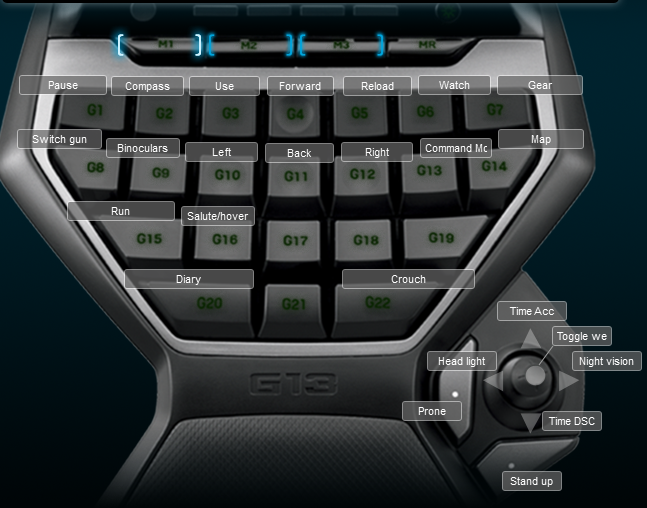 M1 M2 M3 MR
Pause Compass Use Forward Reload Watch Gear
G1 G2 G3 G4 G5 G6 G7
Switch gun Binoculars Left Back Right Command Mo Map
G8 G9 G10 G11 G12 G13 G14
Run Salute/hover
G15 G16 G17 G18 G19
Diary Crouch
G20 G21 G22
Time Acc
Toggle we
Head light Night vision
G13
Prone Time DSC
Stand up